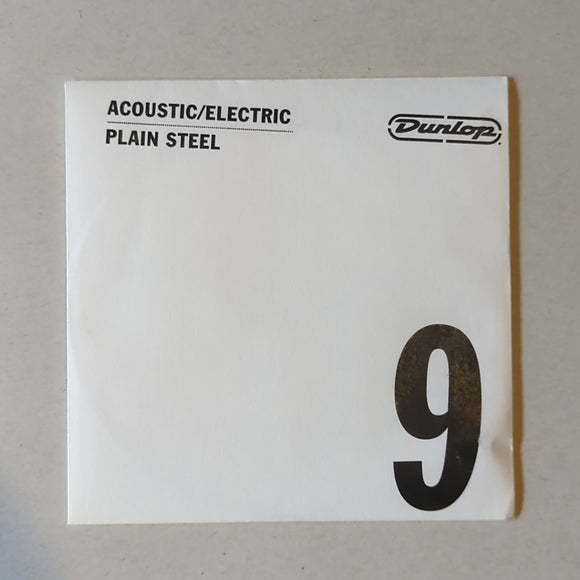 ACOUSTIC/ELECTRIC
PLAIN STEEL
Dunlop
9